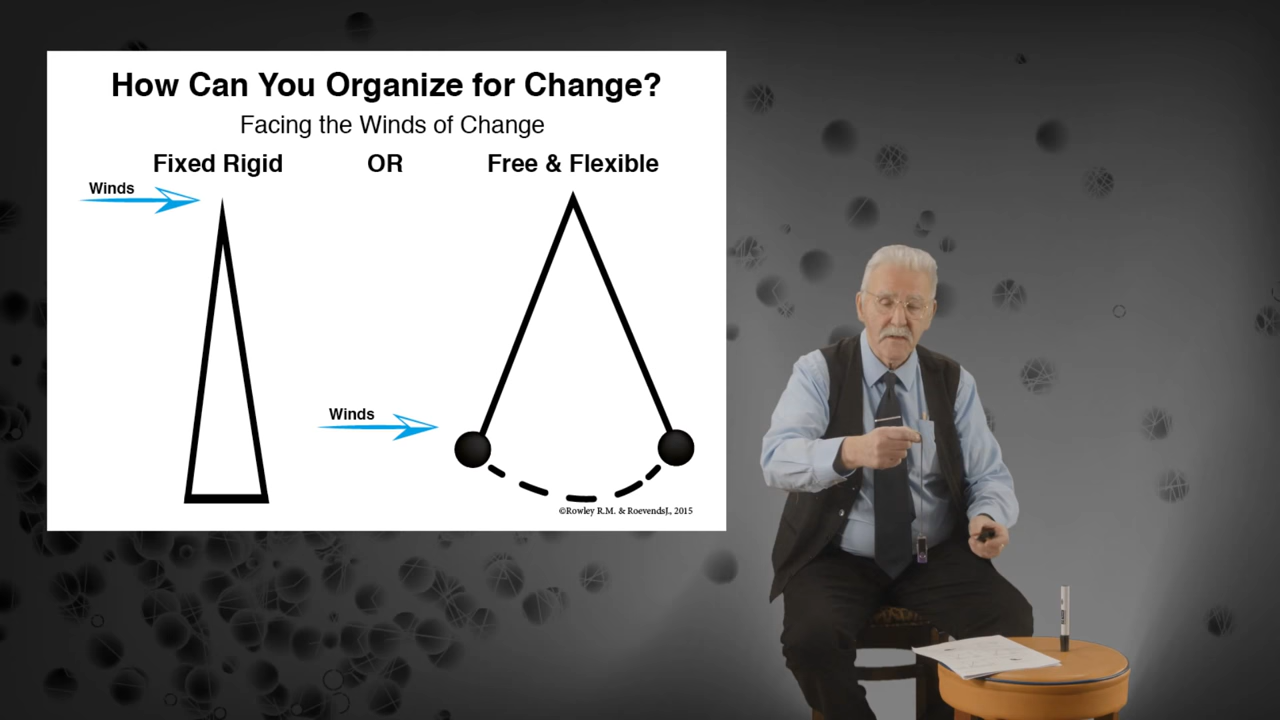 How Can You Organize for Change?
Facing the Winds of Change
Fixed Rigid OR Free & Flexible
Winds
Winds
©Rowley R.M. & RoevendsJ., 2015